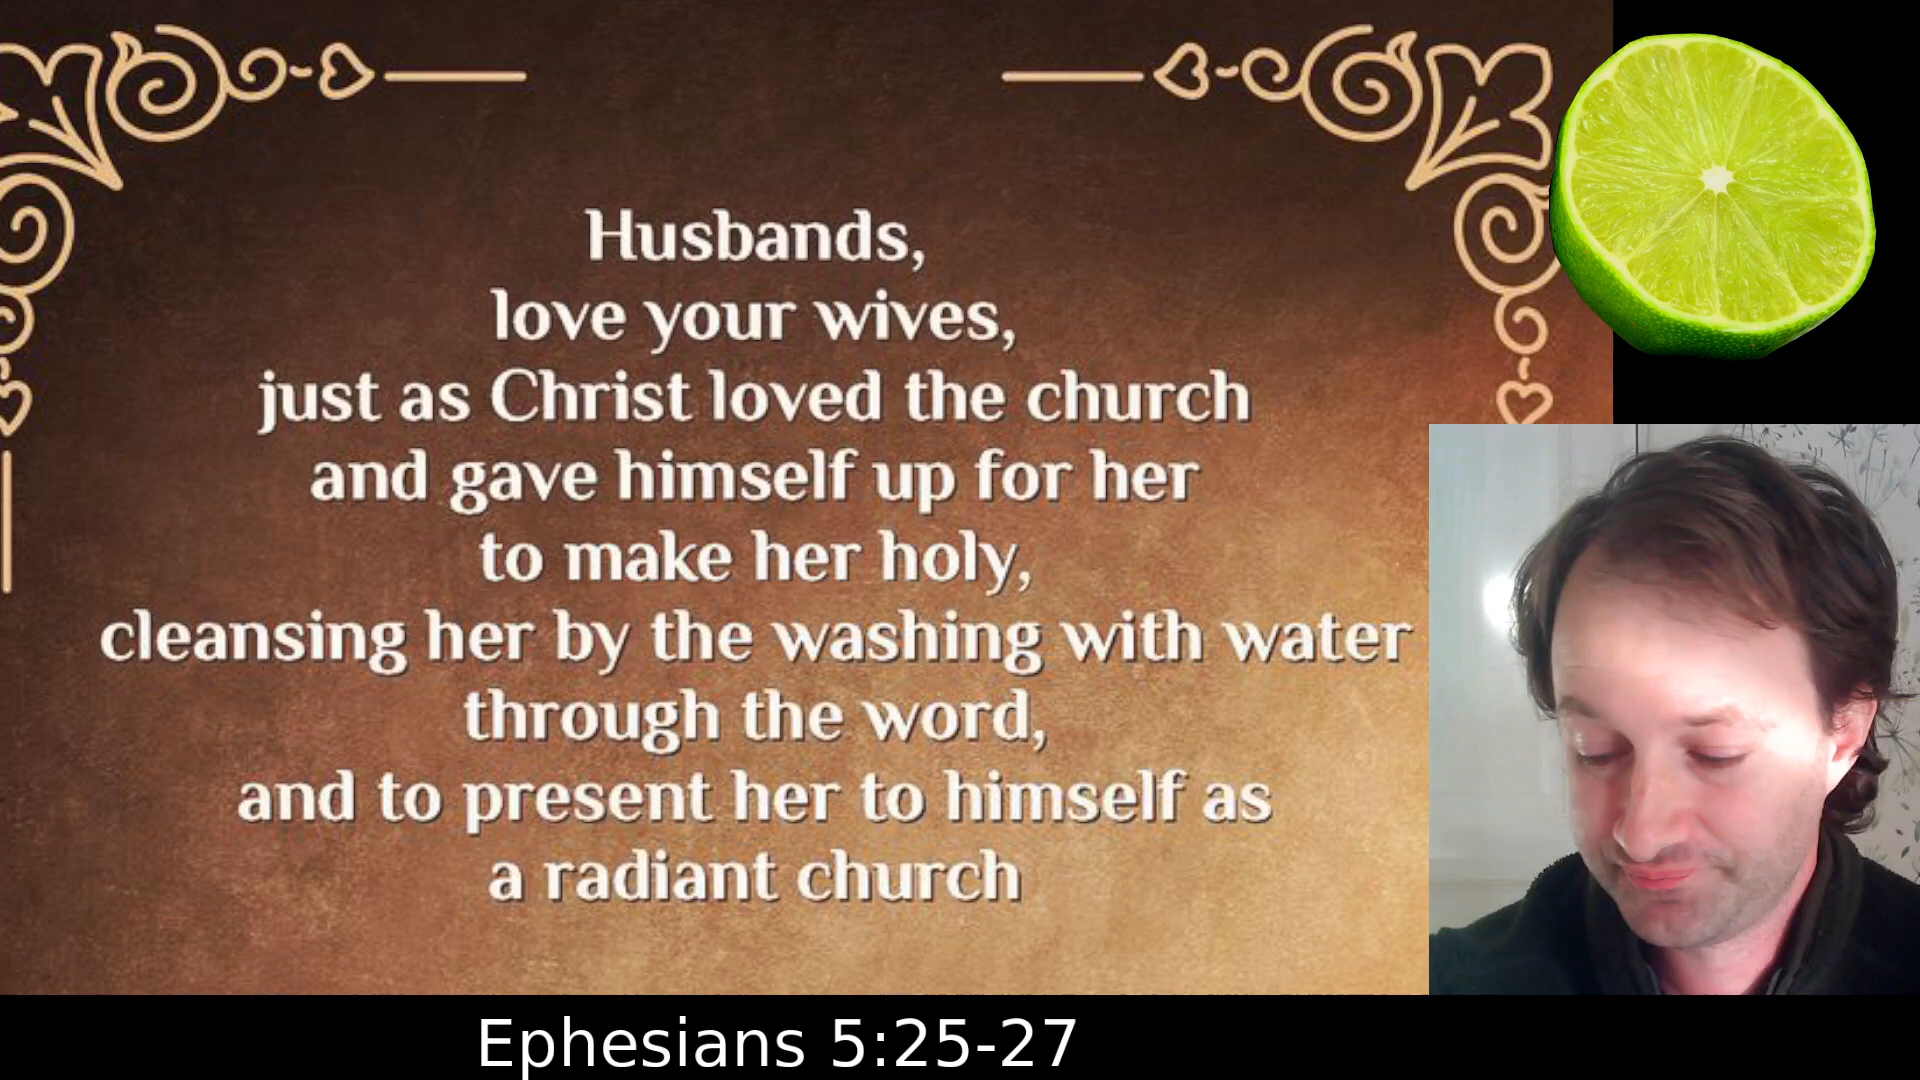 Husbands,
love your wives,
just as Christ loved the church
and gave himself up for her
to make her holy,
cleansing her by the washing with water
through the word,
and to present her to himself as
a radiant church
Ephesians 5:25-27